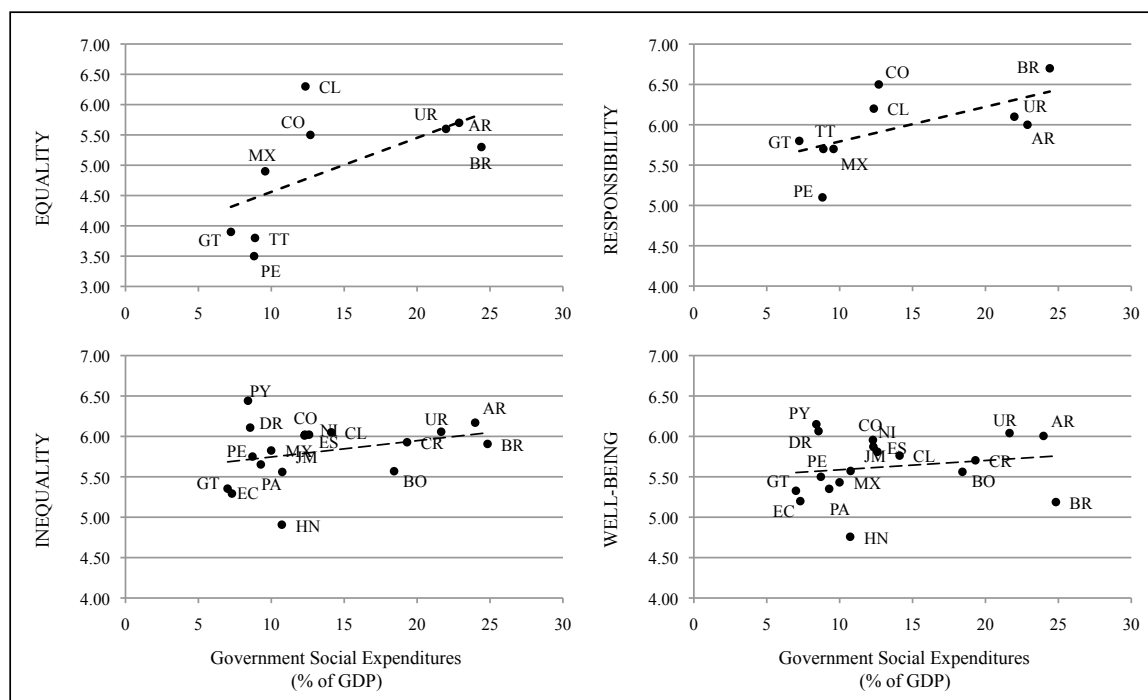 EQUALITY
7.00
6.50
6.00
5.50
5.00
4.50
4.00
3.50
3.00
CL
CO
MX
GT
TT
PE
UR
AR
BR
0 5 10 15 20 25 30
RESPONSIBILITY
7.00
6.50
6.00
5.50
5.00
4.50
4.00
CO
BR
CL
UR
GT
TT
MX
AR
PE
0 5 10 15 20 25 30
INEQUALITY
7.00
6.50
6.00
5.50
5.00
4.50
4.00
PY
DR
CO
NI
CL
ES
UR
AR
PE
MX
CR
BR
JM
GT
EC
PA
BO
HN
0 5 10 15 20 25 30
Government Social Expenditures
(% of GDP)
WELL-BEING
7.00
6.50
6.00
5.50
5.00
4.50
4.00
PY
CO
NI
UR
AR
DR
ES
JM
CL
PE
CR
GT
MX
BO
EC
PA
BR
HN
0 5 10 15 20 25 30
Government Social Expenditures
(% of GDP)